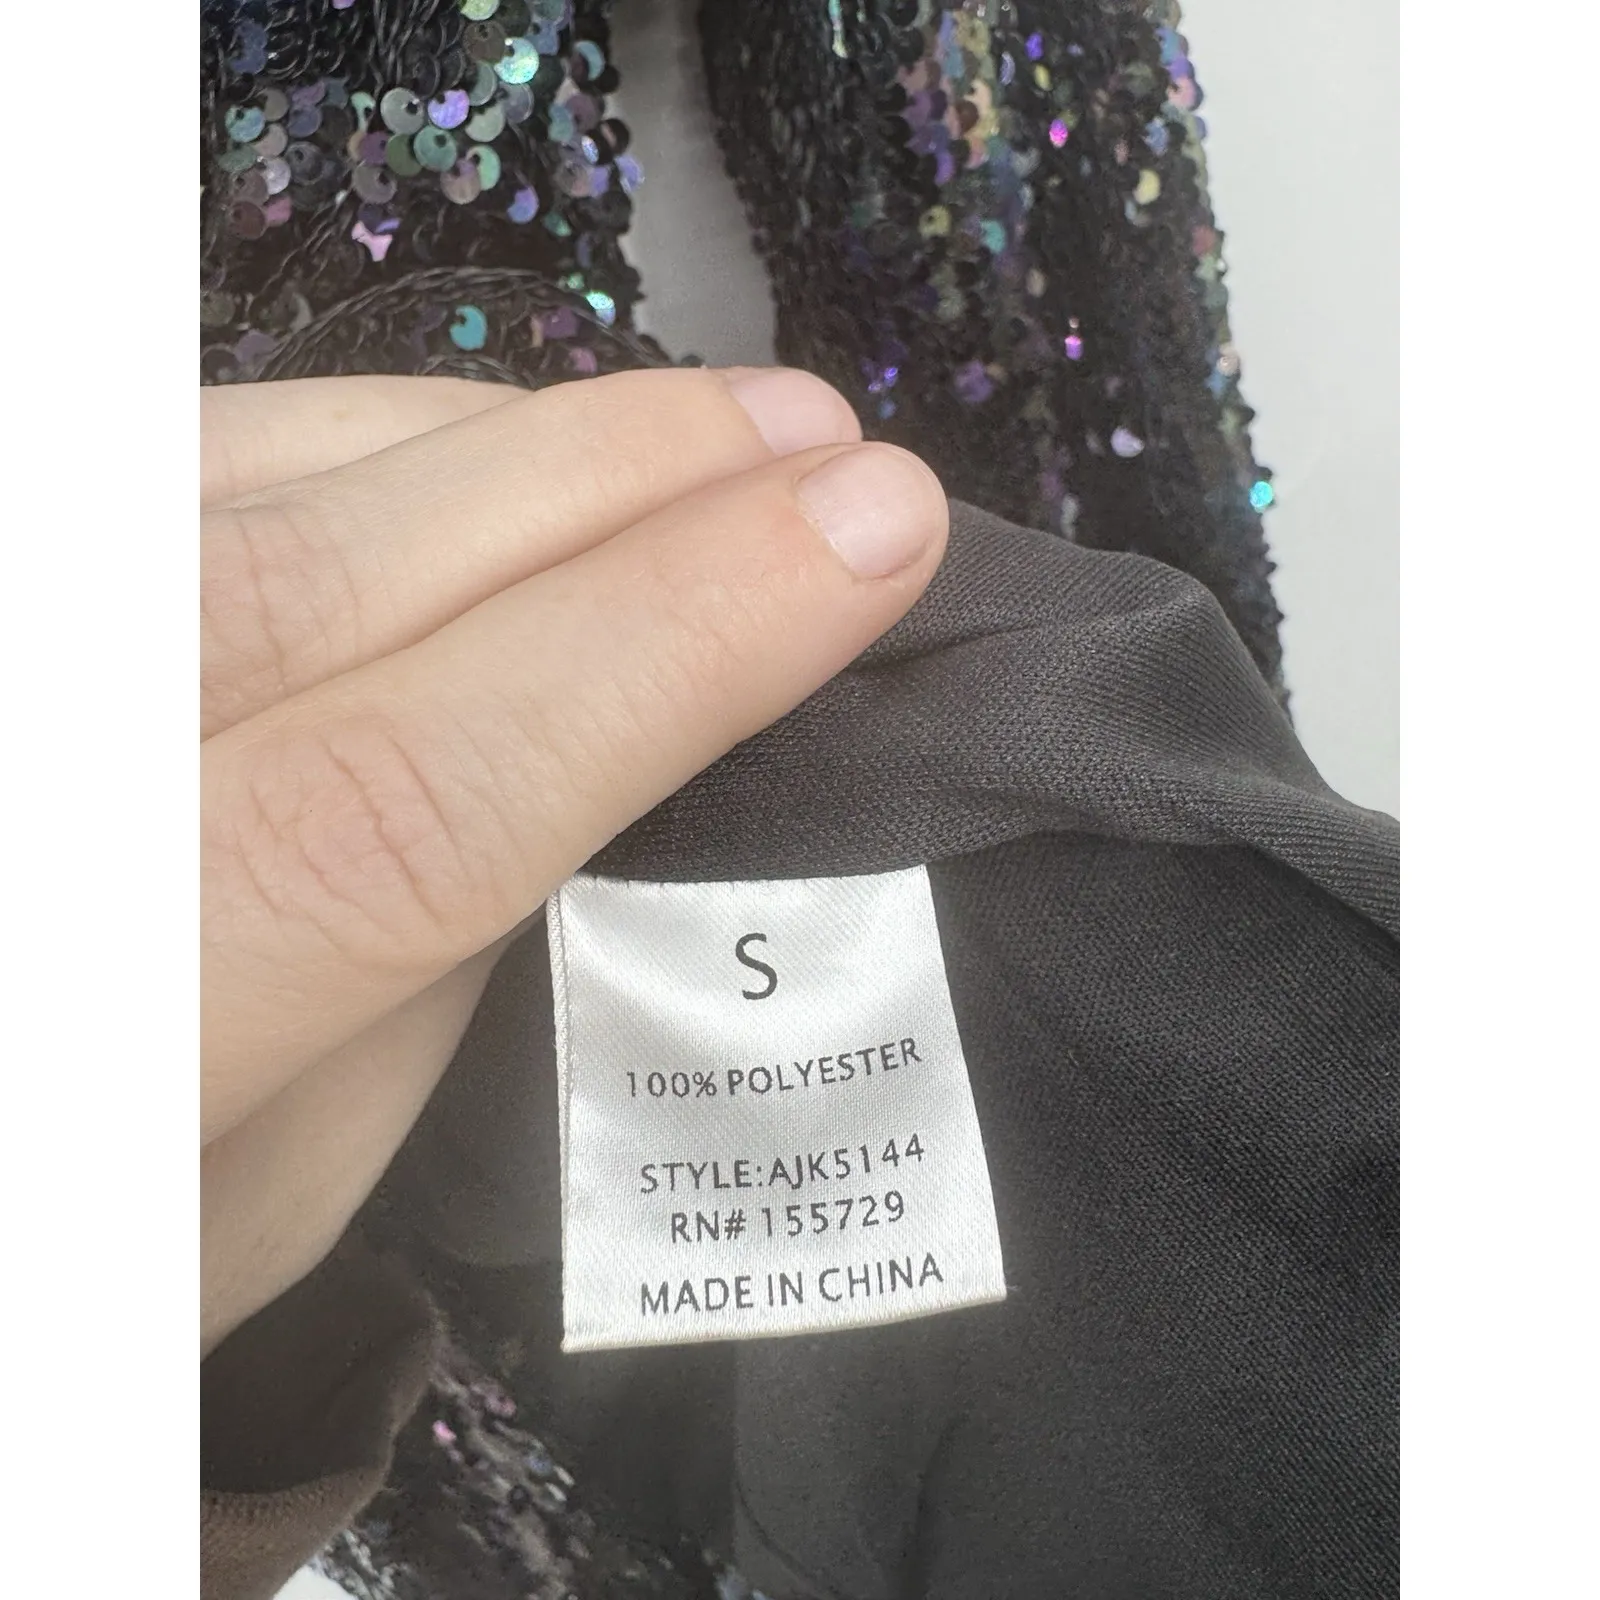 S
100% POLYESTER
STYLE:AJK5144
RN# 155729
MADE IN CHINA